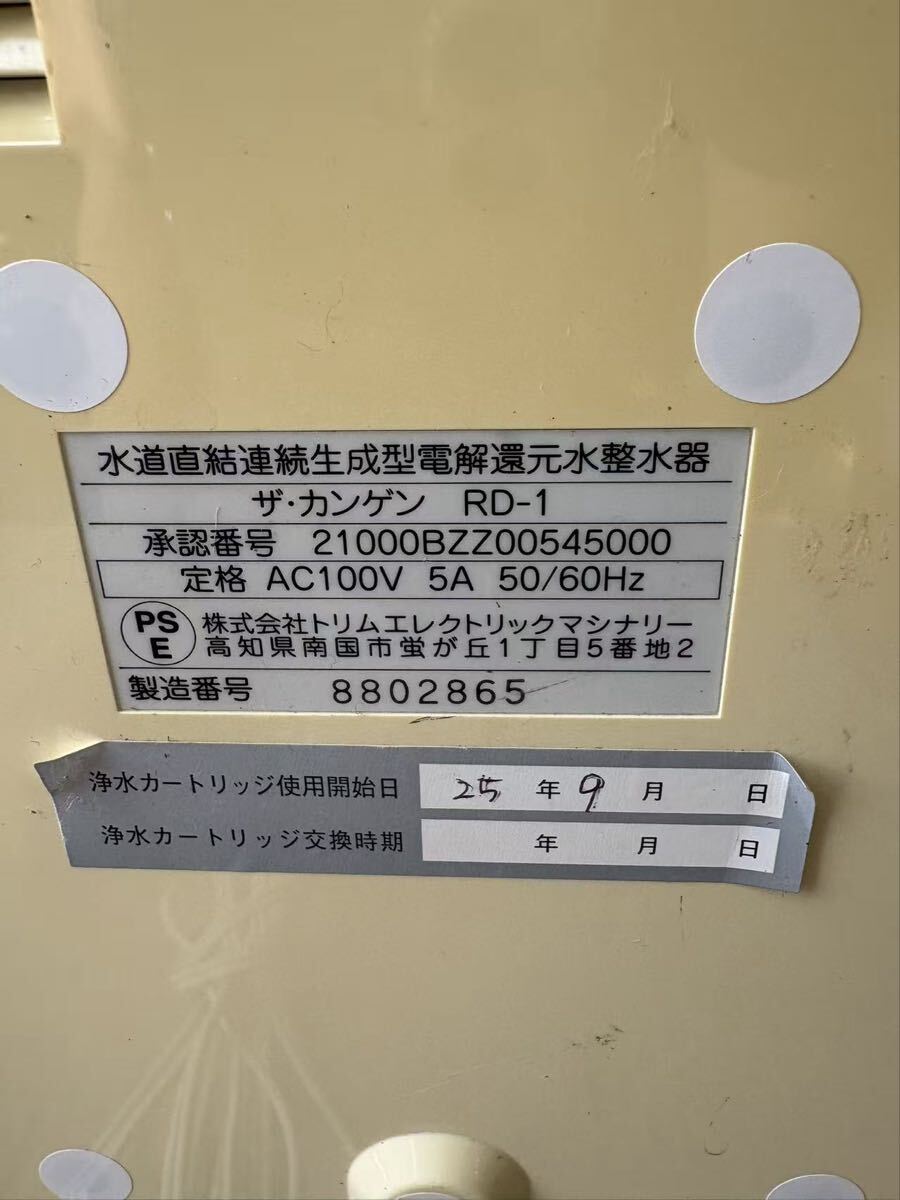 水道直結連続生成型電解還元水整水器
ザ・カンゲン RD-1
承認番号 21000BZZ00545000
定格 AC100V 5A 50/60Hz
PS
E
株式会社トリムエレクトリックマシナリー
高知県南国市蛍が丘1丁目5番地2
製造番号 8802865
浄水カートリッジ使用開始日 25年9月 日
浄水カートリッジ交換時期 年 月 日